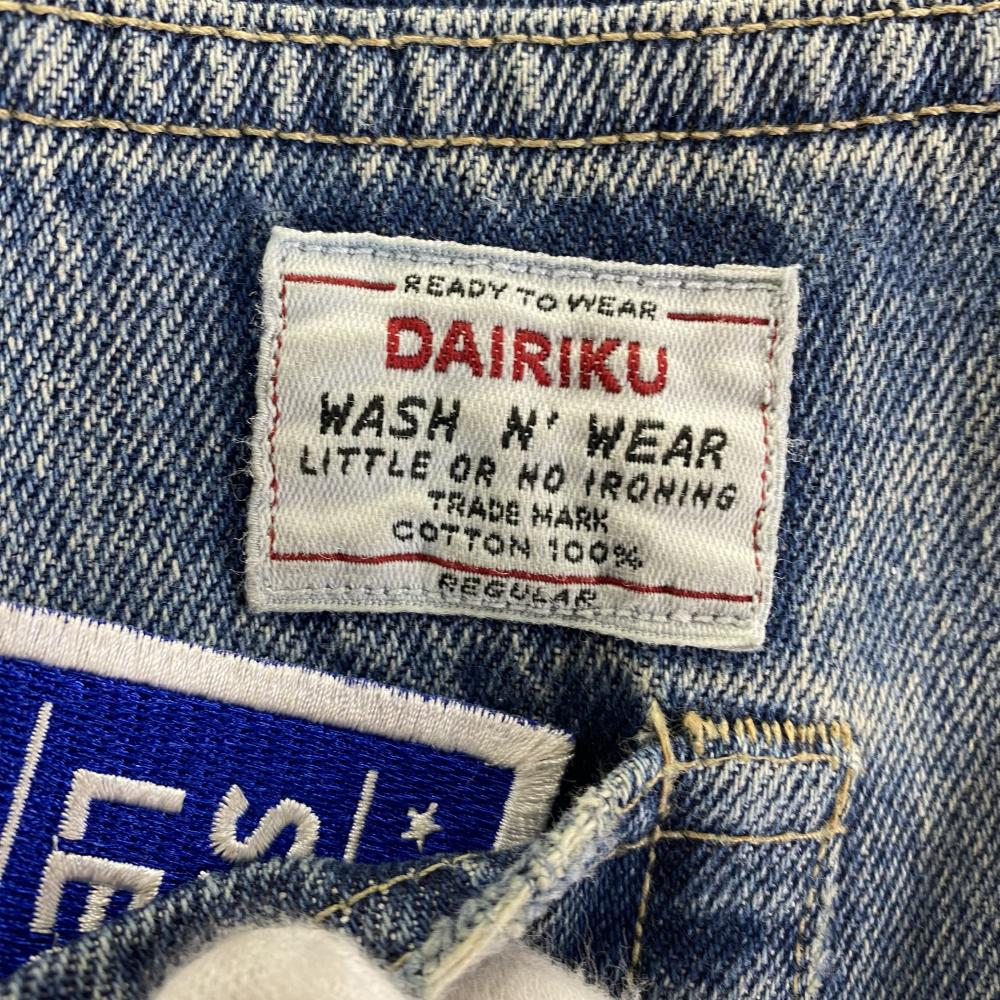 READY TO WEAR
DAIRIKU
WASH N' WEAR
LITTLE OR NO IRONING
TRADE MARK
COTTON 100%
REGULAR